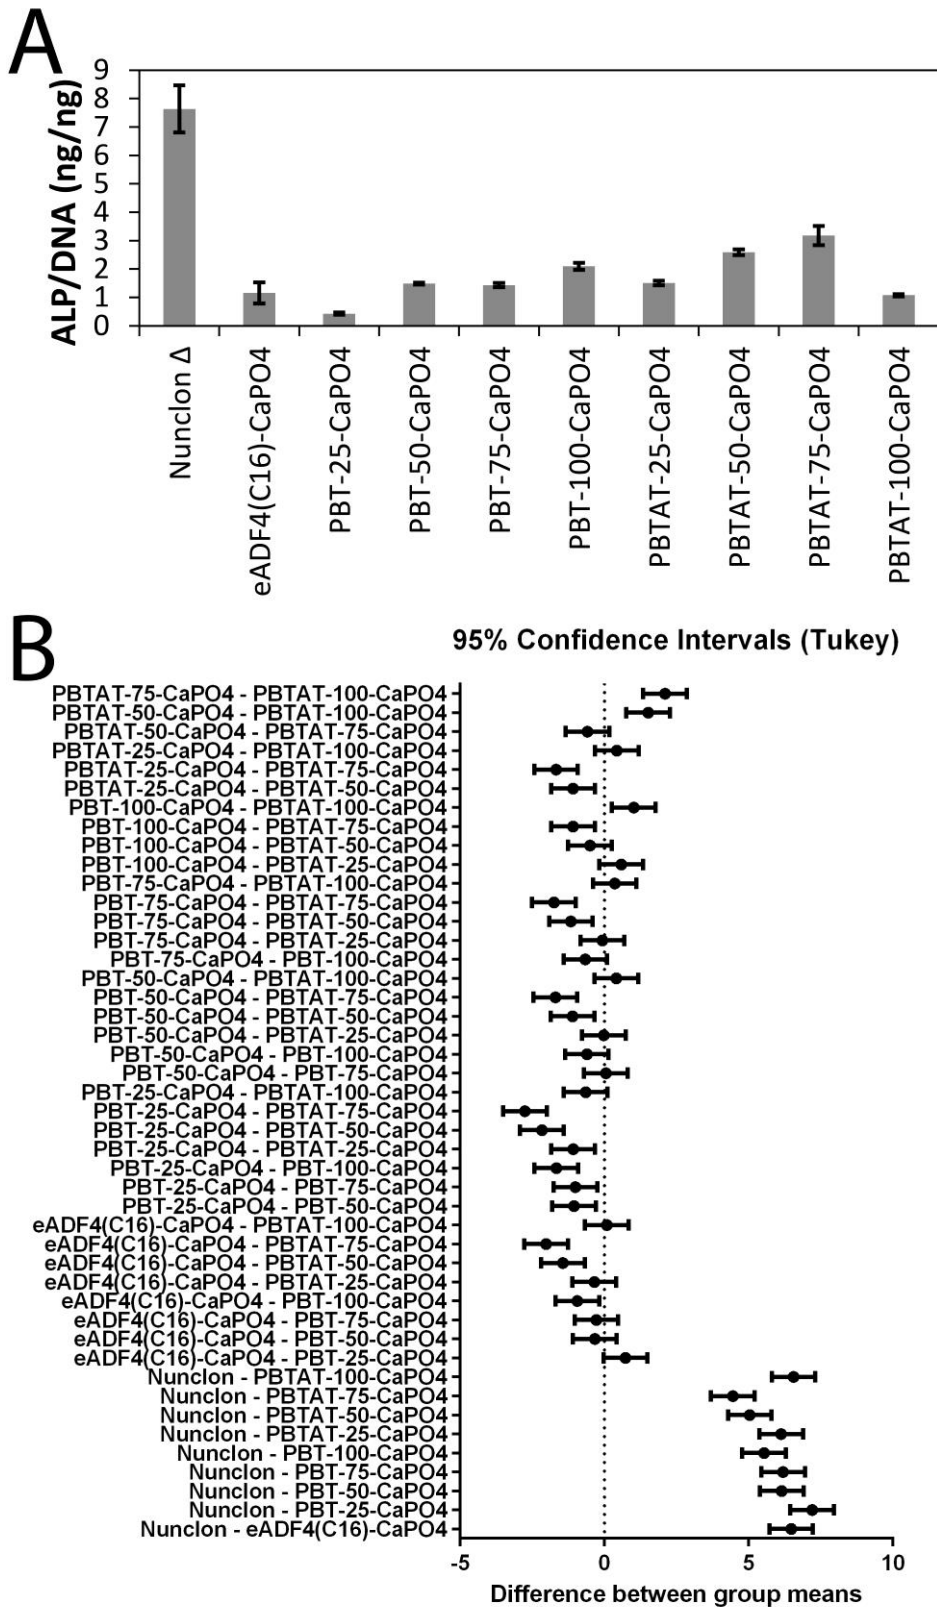 A
ALP/DNA (ng/ng)
9
8
7
6
5
4
3
2
1
0
Nunclon Δ
eADF4(C16)-CaPO4
PBT-25-CaPO4
PBT-50-CaPO4
PBT-75-CaPO4
PBT-100-CaPO4
PBTAT-25-CaPO4
PBTAT-50-CaPO4
PBTAT-75-CaPO4
PBTAT-100-CaPO4
B
95% Confidence Intervals (Tukey)
PBTAT-75-CaPO4 - PBTAT-100-CaPO4
PBTAT-50-CaPO4 - PBTAT-100-CaPO4
PBTAT-50-CaPO4 - PBTAT-75-CaPO4
PBTAT-25-CaPO4 - PBTAT-100-CaPO4
PBTAT-25-CaPO4 - PBTAT-75-CaPO4
PBTAT-25-CaPO4 - PBTAT-50-CaPO4
PBT-100-CaPO4 - PBTAT-100-CaPO4
PBT-100-CaPO4 - PBTAT-75-CaPO4
PBT-100-CaPO4 - PBTAT-50-CaPO4
PBT-100-CaPO4 - PBTAT-25-CaPO4
PBT-75-CaPO4 - PBTAT-100-CaPO4
PBT-75-CaPO4 - PBTAT-75-CaPO4
PBT-75-CaPO4 - PBTAT-50-CaPO4
PBT-75-CaPO4 - PBTAT-25-CaPO4
PBT-75-CaPO4 - PBT-100-CaPO4
PBT-50-CaPO4 - PBTAT-100-CaPO4
PBT-50-CaPO4 - PBTAT-75-CaPO4
PBT-50-CaPO4 - PBTAT-50-CaPO4
PBT-50-CaPO4 - PBTAT-25-CaPO4
PBT-50-CaPO4 - PBT-100-CaPO4
PBT-50-CaPO4 - PBT-75-CaPO4
PBT-25-CaPO4 - PBTAT-100-CaPO4
PBT-25-CaPO4 - PBTAT-75-CaPO4
PBT-25-CaPO4 - PBTAT-50-CaPO4
PBT-25-CaPO4 - PBTAT-25-CaPO4
PBT-25-CaPO4 - PBT-100-CaPO4
PBT-25-CaPO4 - PBT-75-CaPO4
PBT-25-CaPO4 - PBT-50-CaPO4
eADF4(C16)-CaPO4 - PBTAT-100-CaPO4
eADF4(C16)-CaPO4 - PBTAT-75-CaPO4
eADF4(C16)-CaPO4 - PBTAT-50-CaPO4
eADF4(C16)-CaPO4 - PBTAT-25-CaPO4
eADF4(C16)-CaPO4 - PBT-100-CaPO4
eADF4(C16)-CaPO4 - PBT-75-CaPO4
eADF4(C16)-CaPO4 - PBT-50-CaPO4
eADF4(C16)-CaPO4 - PBT-25-CaPO4
Nunclon - PBTAT-100-CaPO4
Nunclon - PBTAT-75-CaPO4
Nunclon - PBTAT-50-CaPO4
Nunclon - PBTAT-25-CaPO4
Nunclon - PBT-100-CaPO4
Nunclon - PBT-75-CaPO4
Nunclon - PBT-50-CaPO4
Nunclon - PBT-25-CaPO4
Nunclon - eADF4(C16)-CaPO4
-5 0 5 10
Difference between group means